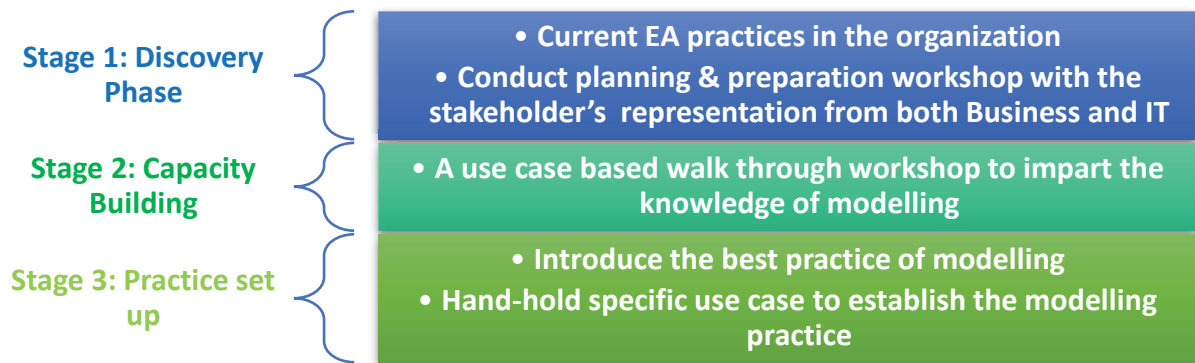 Stage 1: Discovery
Phase
• Current EA practices in the organization
• Conduct planning & preparation workshop with the
stakeholder's  representation from both Business and IT
Stage 2: Capacity
Building
• A use case based walk through workshop to impart the
knowledge of modelling
Stage 3: Practice set
up
• Introduce the best practice of modelling
• Hand-hold specific use case to establish the modelling
practice